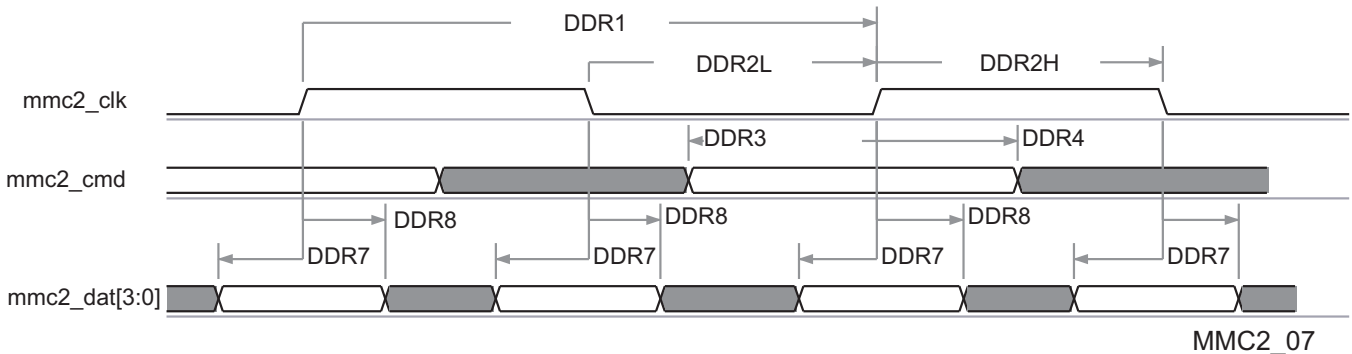 DDR1
DDR2L DDR2H
mmc2_clk
DDR3 DDR4
mmc2_cmd
DDR8 DDR8 DDR8
DDR7 DDR7 DDR7 DDR7
mmc2_dat[3:0]
MMC2_07